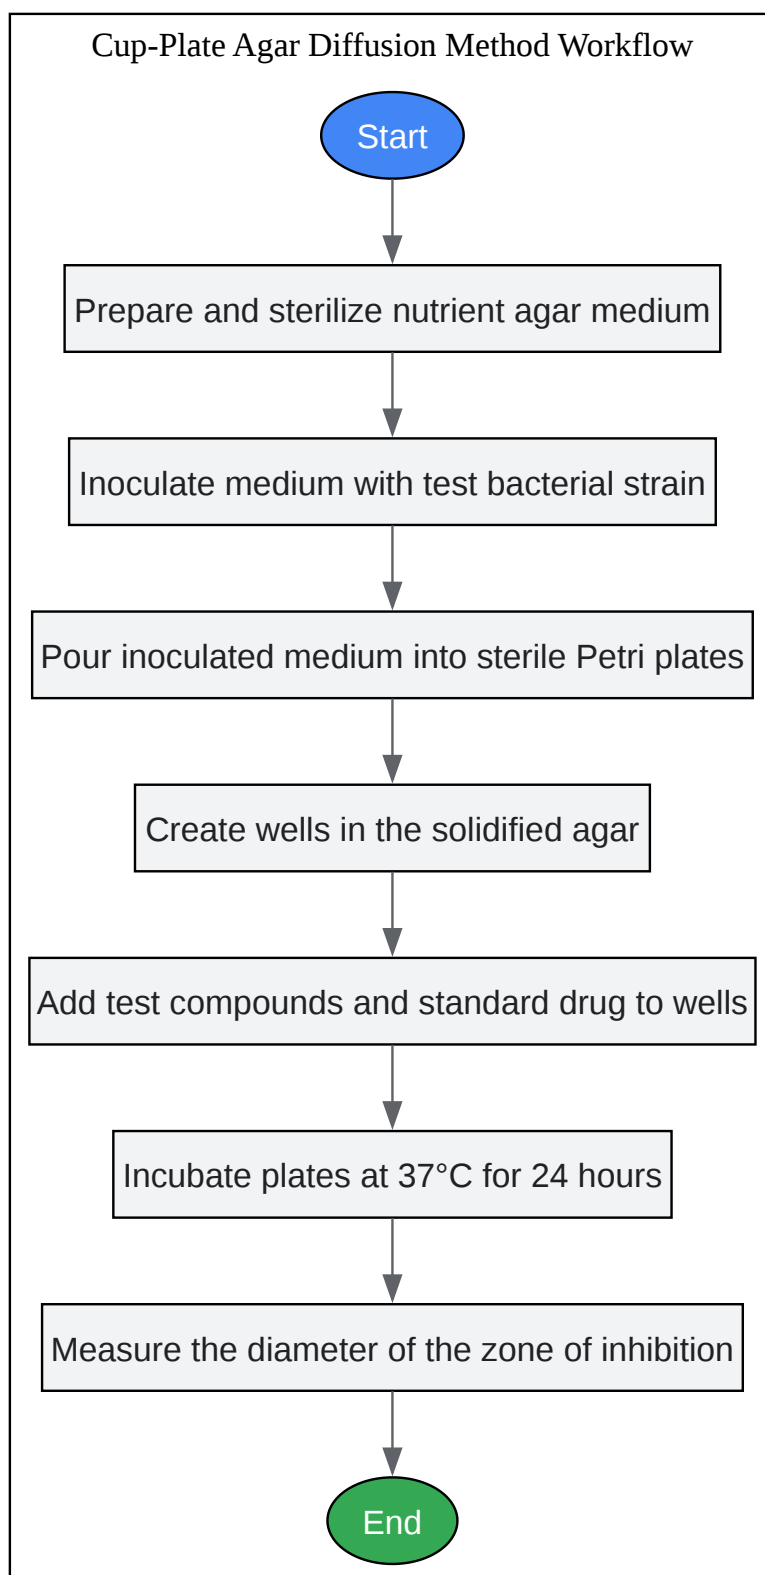 Cup-Plate Agar Diffusion Method Workflow
Start
Prepare and sterilize nutrient agar medium
Inoculate medium with test bacterial strain
Pour inoculated medium into sterile Petri plates
Create wells in the solidified agar
Add test compounds and standard drug to wells
Incubate plates at 37°C for 24 hours
Measure the diameter of the zone of inhibition
End